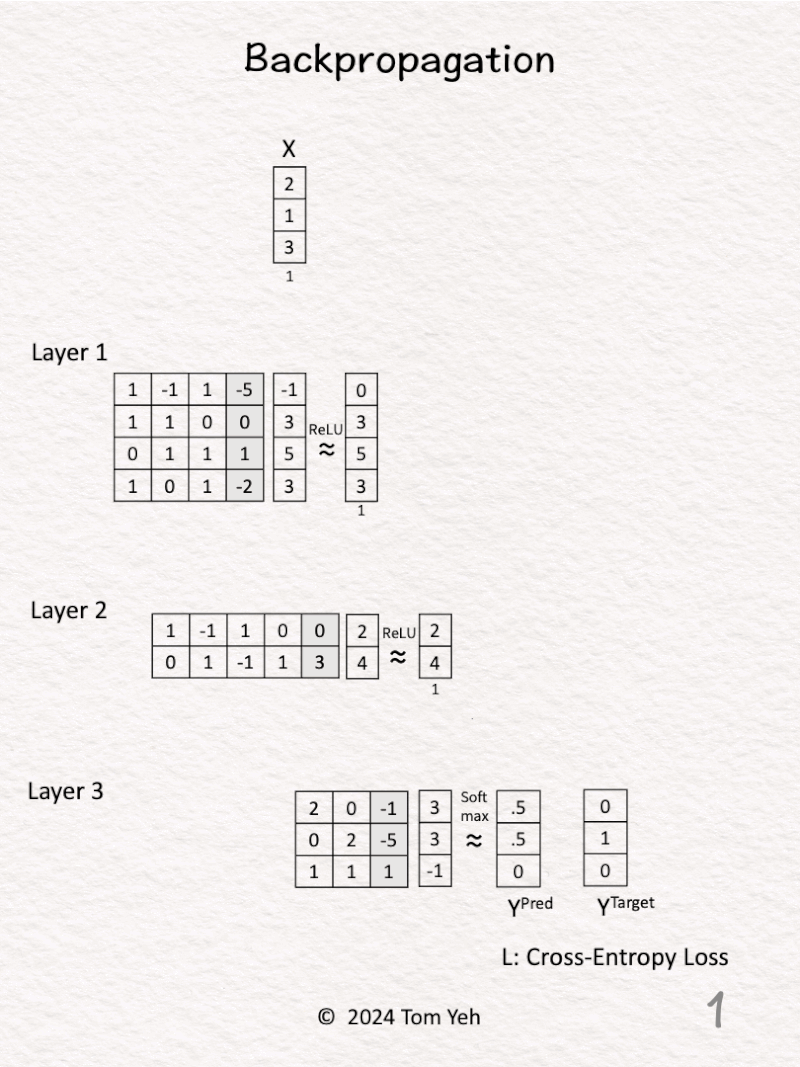 Backpropagation
X
2
1
3
1
Layer 1
1 -1 1 -5 -1 0
1 1 0 0 3 ReLU 3
0 1 1 1 5 ≈ 5
1 0 1 -2 3 3
1
Layer 2
1 -1 1 0 0 2 ReLU 2
0 1 -1 1 3 4 ≈ 4
1
Layer 3
2 0 -1 3 Soft max .5 0
0 2 -5 3 ≈ .5 1
1 1 1 -1 0 0
YPred YTarget
L: Cross-Entropy Loss
© 2024 Tom Yeh
1